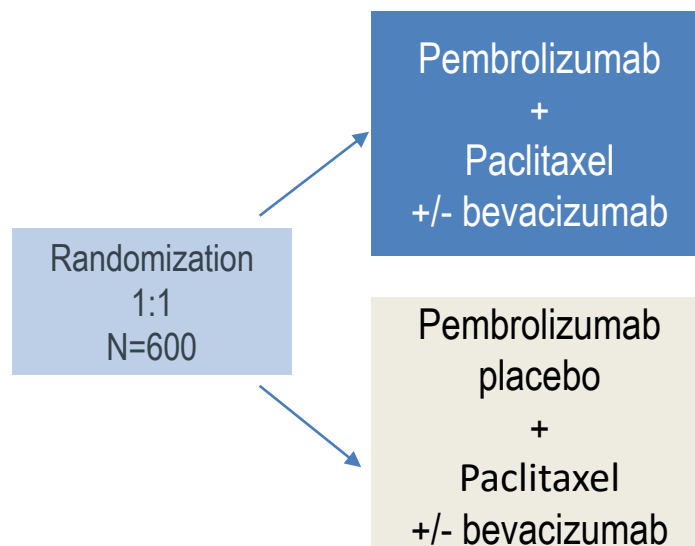 Pembrolizumab
+
Paclitaxel
+/- bevacizumab
Randomization
1:1
N=600
Pembrolizumab
placebo
+
Paclitaxel
+/- bevacizumab